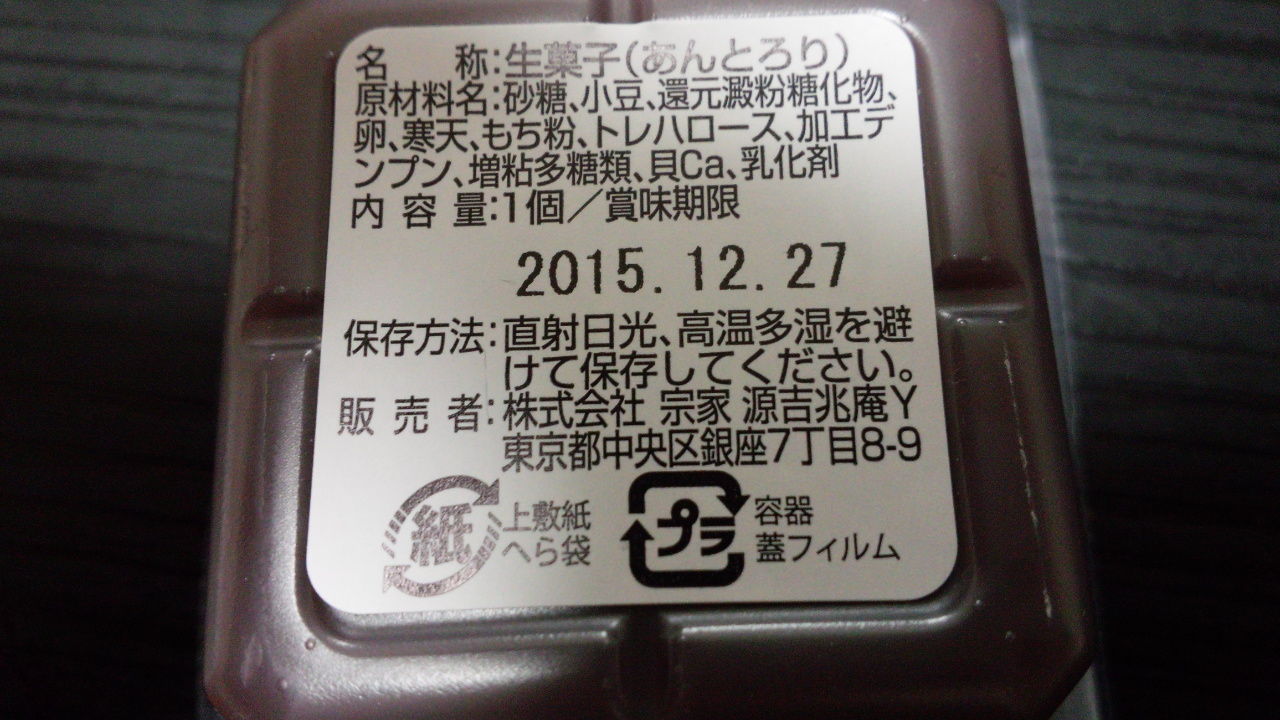 名称:生菓子(あんとろり)
原材料名:砂糖、小豆、還元澱粉糖化物、
卵、寒天、もち粉、トレハロース、加工デ
ンプン、増粘多糖類、貝Ca、乳化剤
内容量:1個/賞味期限
2015.12.27
保存方法:直射日光、高温多湿を避
けて保存してください。
販売者:株式会社 宗家 源吉兆庵Y
東京都中央区銀座7丁目8-9
紙 上敷紙
へら袋
プラ 容器
蓋フィルム